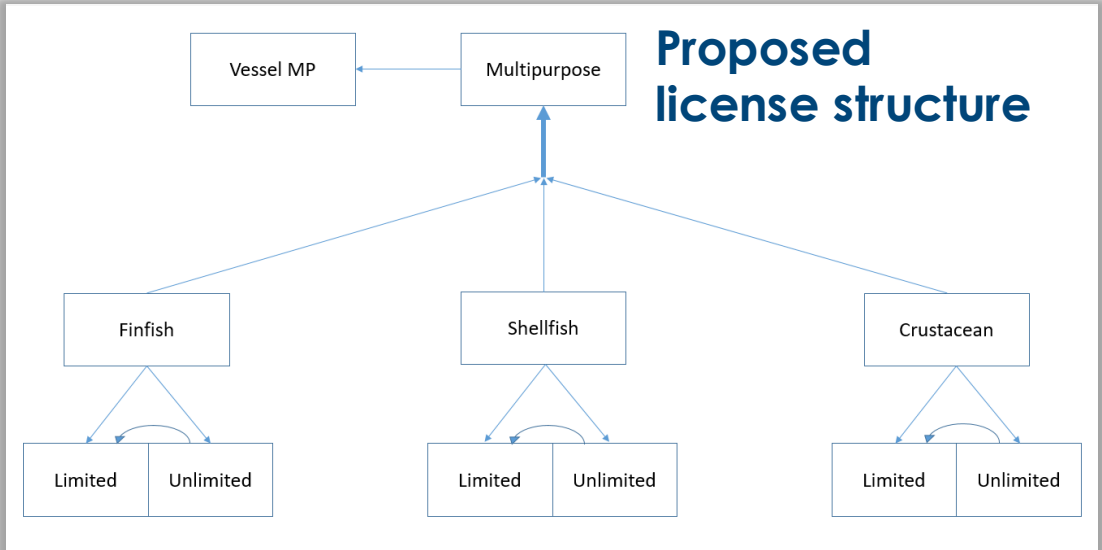 Proposed
license structure
Vessel MP
Multipurpose
Finfish
Shellfish
Crustacean
Limited
Unlimited
Limited
Unlimited
Limited
Unlimited